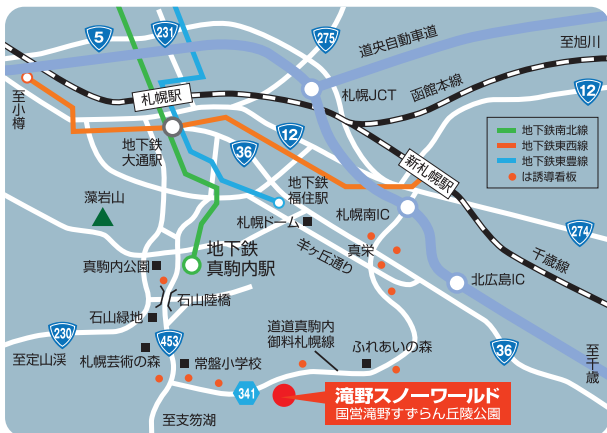 5
231
275
道央自動車道
至旭川
至小樽
札幌駅
札幌JCT
函館本線
12
地下鉄
大通駅
36
12
新札幌駅
地下鉄南北線
地下鉄東西線
地下鉄東豊線
は誘導看板
藻岩山
地下鉄
福住駅
札幌ドーム
羊ヶ丘通り
札幌南IC
274
千歳線
地下鉄
真駒内駅
真栄
真駒内公園
北広島IC
石山陸橋
石山緑地
230
453
道道真駒内
御料札幌線
ふれあいの森
36
至定山渓
札幌芸術の森
常盤小学校
至千歳
341
滝野スノーワールド
国営滝野すずらん丘陵公園
至支笏湖